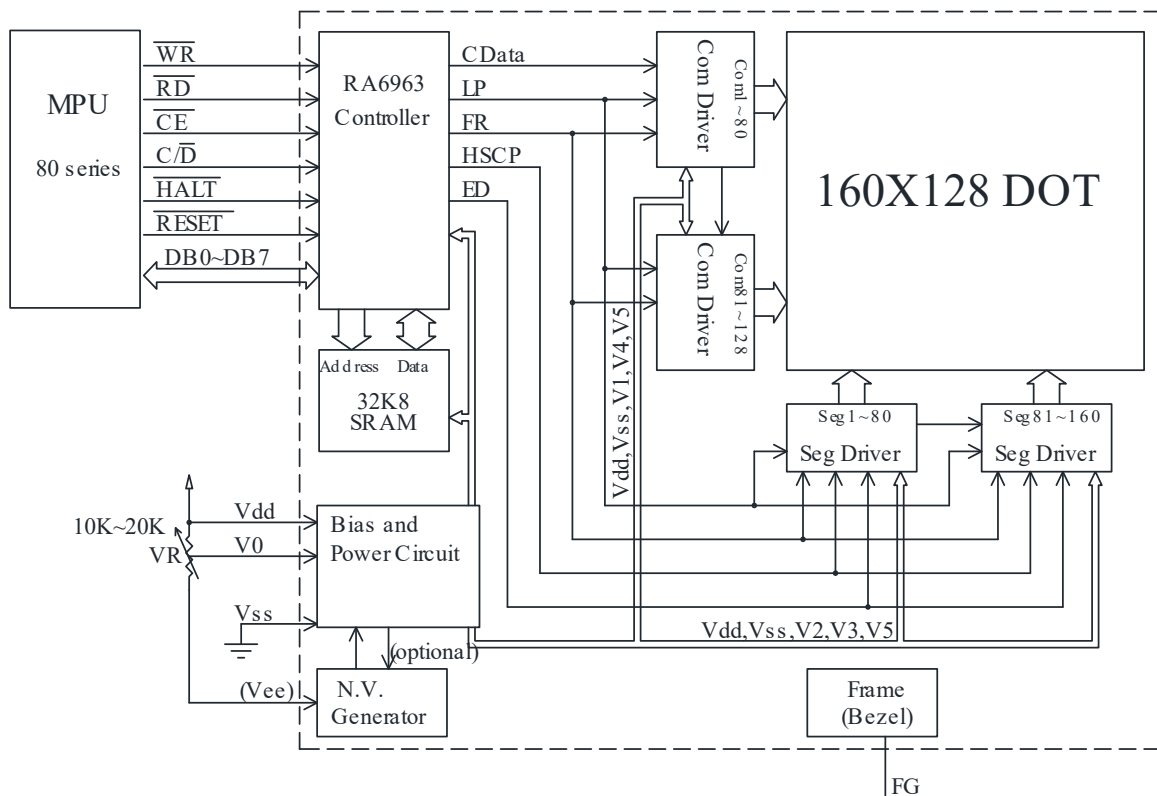 MPU
80 series
WR
RD
CE
C/D
HALT
RESET
DB0~DB7
RA6963
Controller
CData
LP
FR
HSCP
ED
Com Driver
Com1~80
Com Driver
Com81~128
160X128 DOT
Address
Data
32K8
SRAM
Vdd,Vss,V1,V4,V5
Seg1~80
Seg Driver
Seg81~160
Seg Driver
10K~20K
VR
Vdd
V0
Vss
(Vee)
Bias and
Power Circuit
(optional)
N.V.
Generator
Vdd,Vss,V2,V3,V5
Frame
(Bezel)
FG